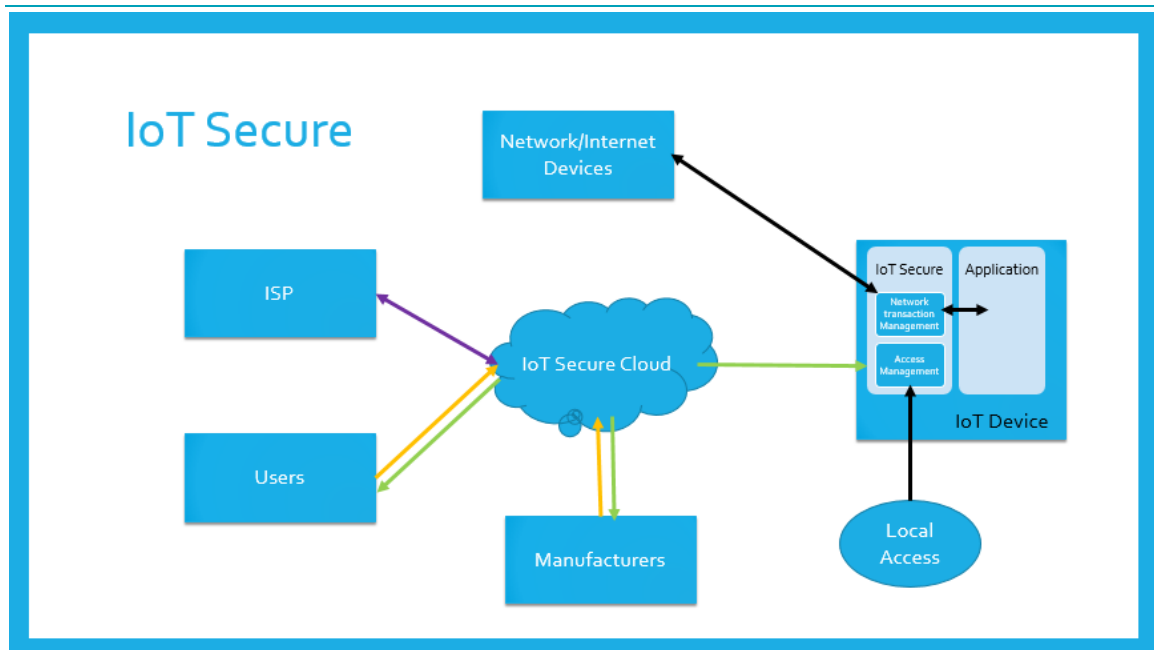 IoT Secure
Network/Internet
Devices
ISP
IoT Secure
Application
Network
transaction
Management
IoT Secure Cloud
Access
Management
IoT Device
Users
Local
Access
Manufacturers